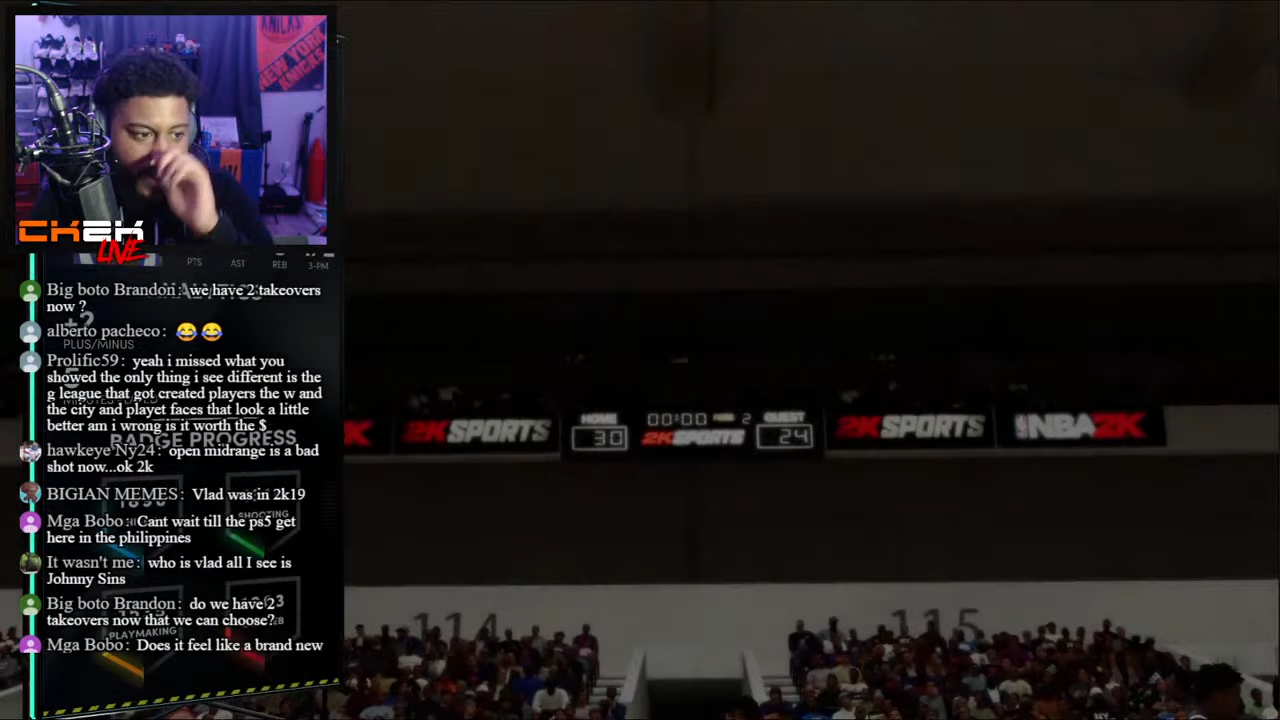 NEW YORK
KNICKS
CK2K
LIVE
PTS AST REB 3-PM
Big boto Brandon: we have 2 takeovers
now ?
alberto pacheco: 😂😂
+2
PLUS/MINUS
Prolific59: yeah i missed what you
showed the only thing i see different is the
g league that got created players the w and
the city and playet faces that look a little
better am i wrong is it worth the $
BADGE PROGRESS
hawkeye Ny24: open midrange is a bad
shot now...ok 2k
BIGIAN MEMES: Vlad was in 2k19
SHOOTING
Mga Bobo: Cant wait till the ps5 get
here in the philippines
It wasn't me: who is vlad all I see is
Johnny Sins
Big boto Brandon: do we have 2
takeovers now that we can choose?
PLAYMAKING
Mga Bobo: Does it feel like a brand new
2K SPORTS
HOME 00:00 2 GUEST
30 2K SPORTS 24
2K SPORTS
NBA 2K
114
115